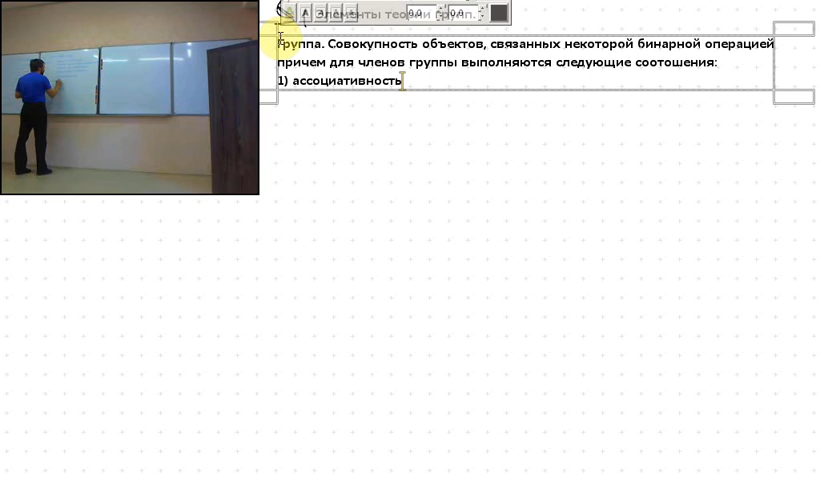 Элементы теории групп.
Группа. Совокупность объектов, связанных некоторой бинарной операцией
причем для членов группы выполняются следующие соотошения:
1) ассоциативность